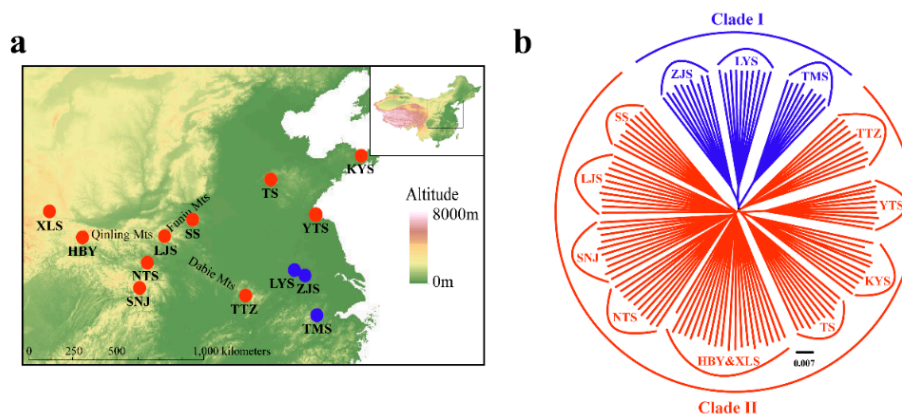 a
KYS
TS
Altitude
8000m
0m
XLS
Qinling Mts
Funiu Mts
SS
YTS
HBY
LJS
NTS
SNJ
Dabie Mts
LYS
ZJS
TTZ
TMS
0 250 500 1,000 kilometers
b
Clade I
ZJS
LYS
TMS
SS
TTZ
LJS
YTS
SNJ
KYS
NTS
TS
HBY&XLS
0.007
Clade II